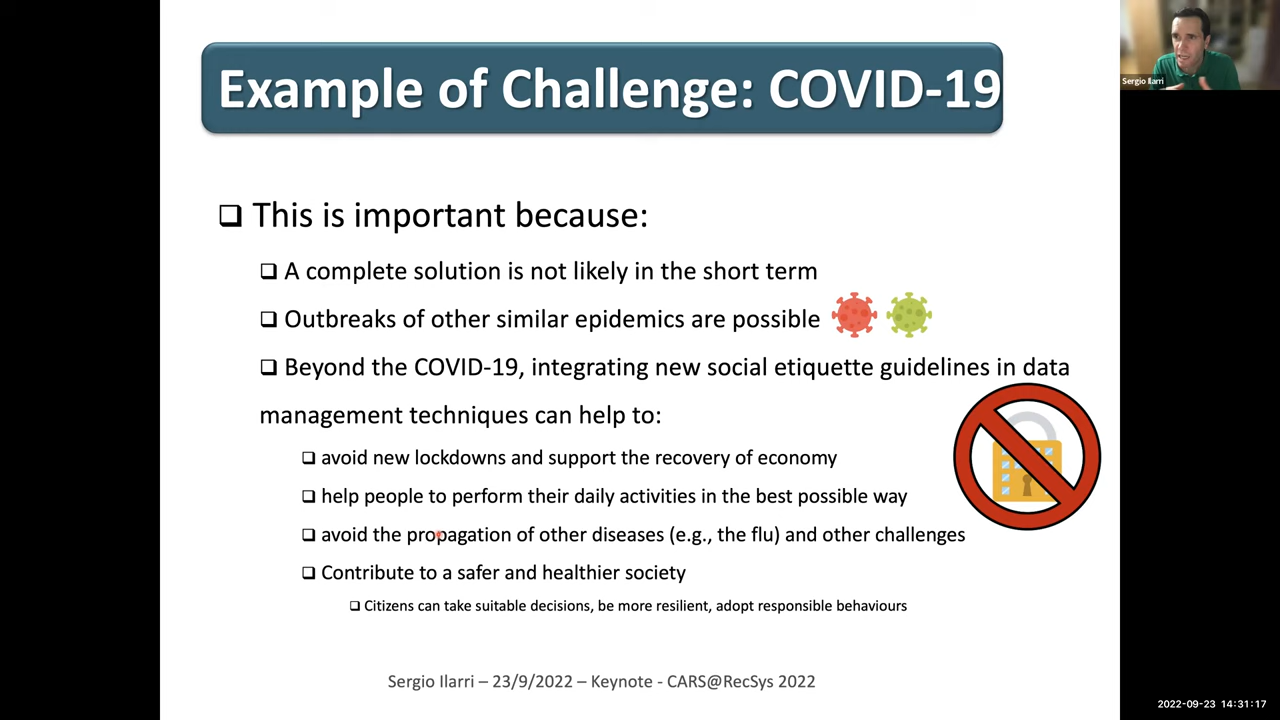 Example of Challenge: COVID-19
Sergio Ilarri
This is important because:
A complete solution is not likely in the short term
Outbreaks of other similar epidemics are possible
Beyond the COVID-19, integrating new social etiquette guidelines in data
management techniques can help to:
avoid new lockdowns and support the recovery of economy
help people to perform their daily activities in the best possible way
avoid the propagation of other diseases (e.g., the flu) and other challenges
Contribute to a safer and healthier society
Citizens can take suitable decisions, be more resilient, adopt responsible behaviours
Sergio Ilarri – 23/9/2022 – Keynote - CARS@RecSys 2022
2022-09-23 14:31:17